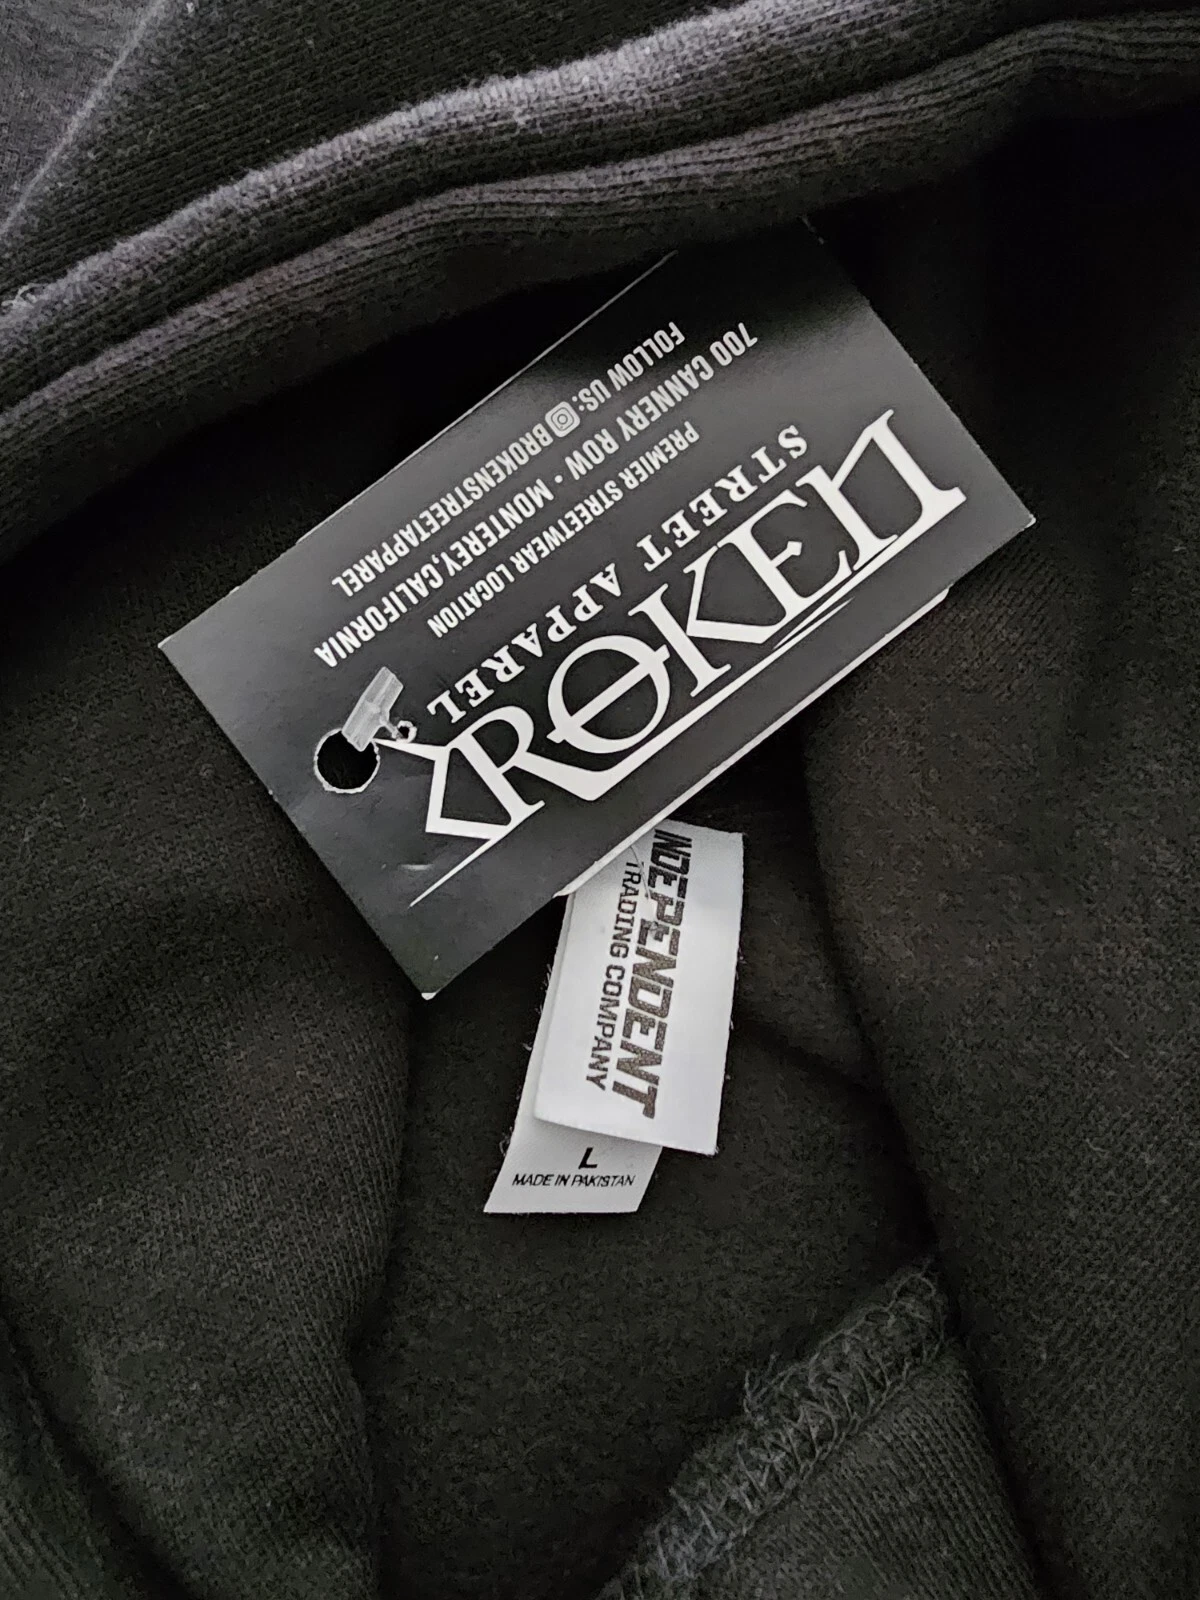 BROKEN
STREET APPAREL
PREMIER STREETWEAR LOCATION
700 CANNERY ROW • MONTEREY, CALIFORNIA
FOLLOW US: BROKENSTREETAPPAREL
INDEPENDENT
TRADING COMPANY
L
MADE IN PAKISTAN